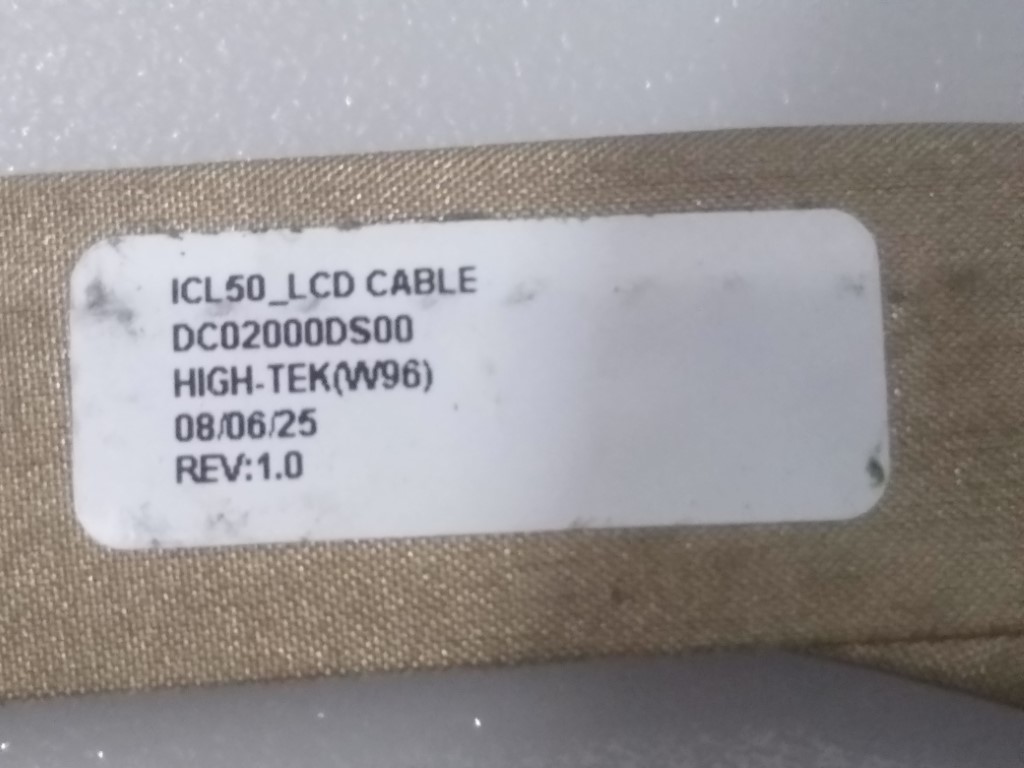 ICL50_LCD CABLE
DC02000DS00
HIGH-TEK(W96)
08/06/25
REV:1.0